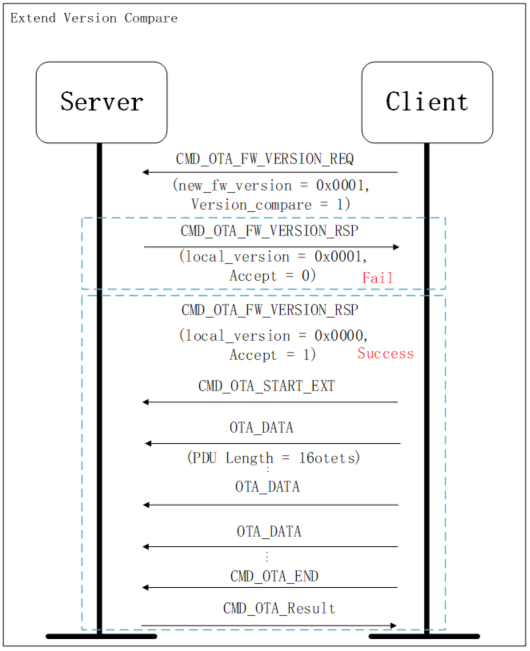 Extend Version Compare
Server
Client
CMD_OTA_FW_VERSION_REQ
(new_fw_version = 0x0001,
Version_compare = 1)
CMD_OTA_FW_VERSION_RSP
(local_version = 0x0001,
Accept = 0)
Fail
CMD_OTA_FW_VERSION_RSP
(local_version = 0x0000,
Accept = 1)
Success
CMD_OTA_START_EXT
OTA_DATA
(PDU Length = 16otets)
⋮
OTA_DATA
OTA_DATA
⋮
CMD_OTA_END
CMD_OTA_Result